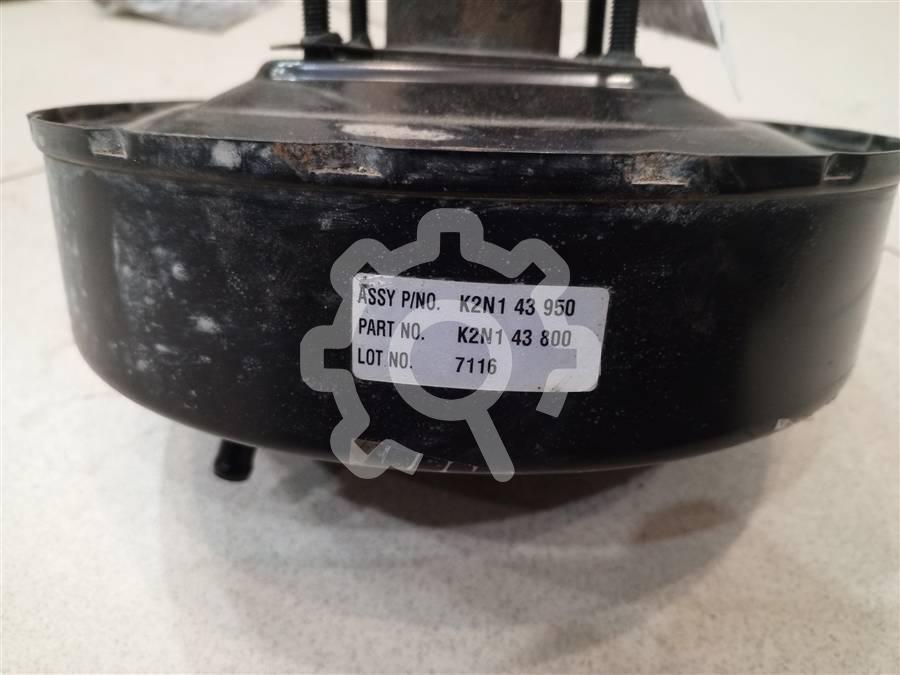 ASSY P/NO. K2N1 43 950
PART NO. K2N1 43 800
LOT NO. 7116